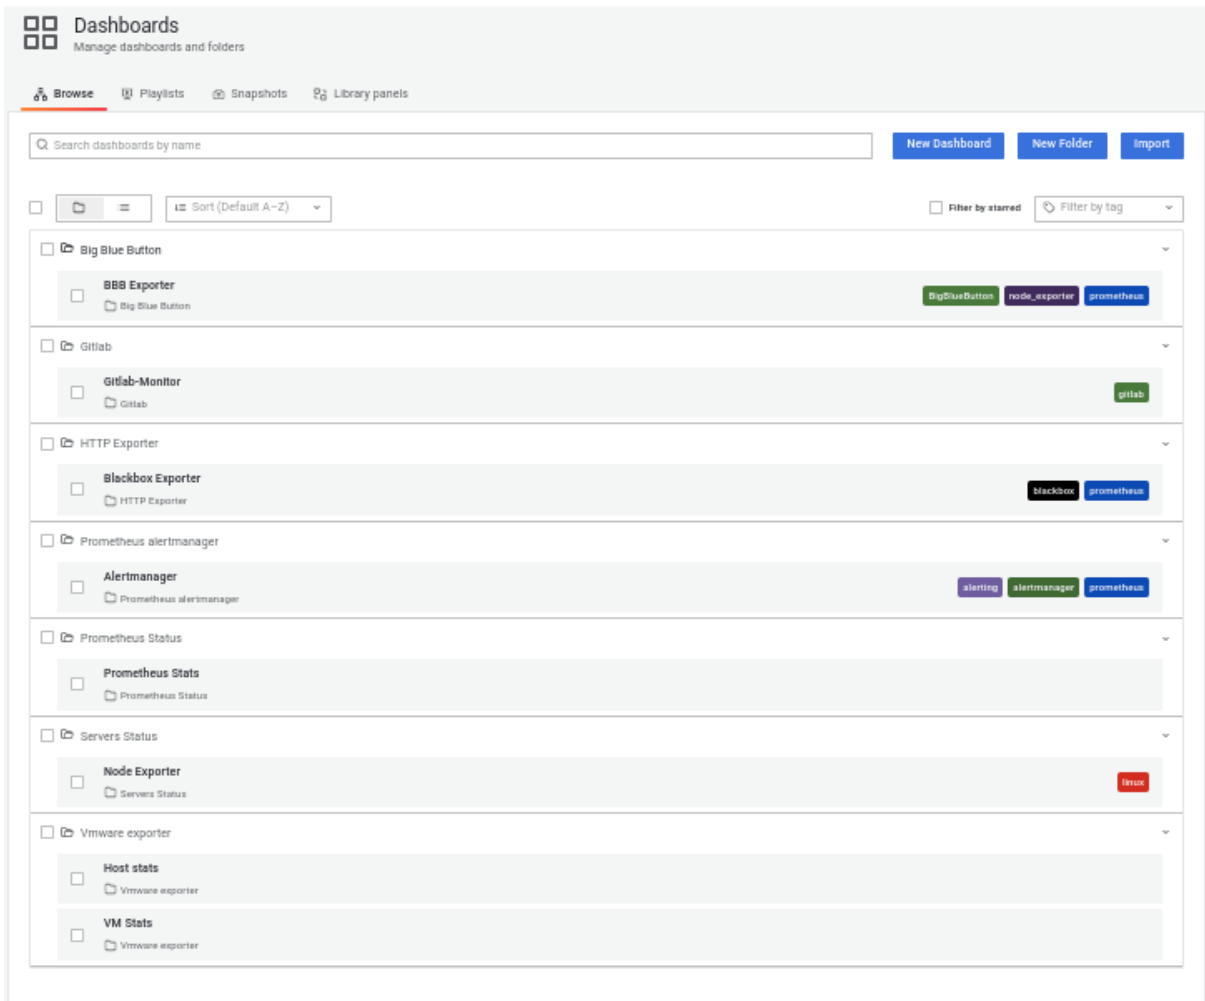 Dashboards
Manage dashboards and folders
Browse Playlists Snapshots Library panels
Search dashboards by name New Dashboard New Folder Import
Sort (Default A–Z) Filter by starred Filter by tag
Big Blue Button
BBB Exporter
Big Blue Button
BigBlueButton node_exporter prometheus
Gitlab
Gitlab-Monitor
Gitlab
gitlab
HTTP Exporter
Blackbox Exporter
HTTP Exporter
blackbox prometheus
Prometheus alertmanager
Alertmanager
Prometheus alertmanager
alerting alertmanager prometheus
Prometheus Status
Prometheus Stats
Prometheus Status
Servers Status
Node Exporter
Servers Status
linux
Vmware exporter
Host stats
Vmware exporter
VM Stats
Vmware exporter